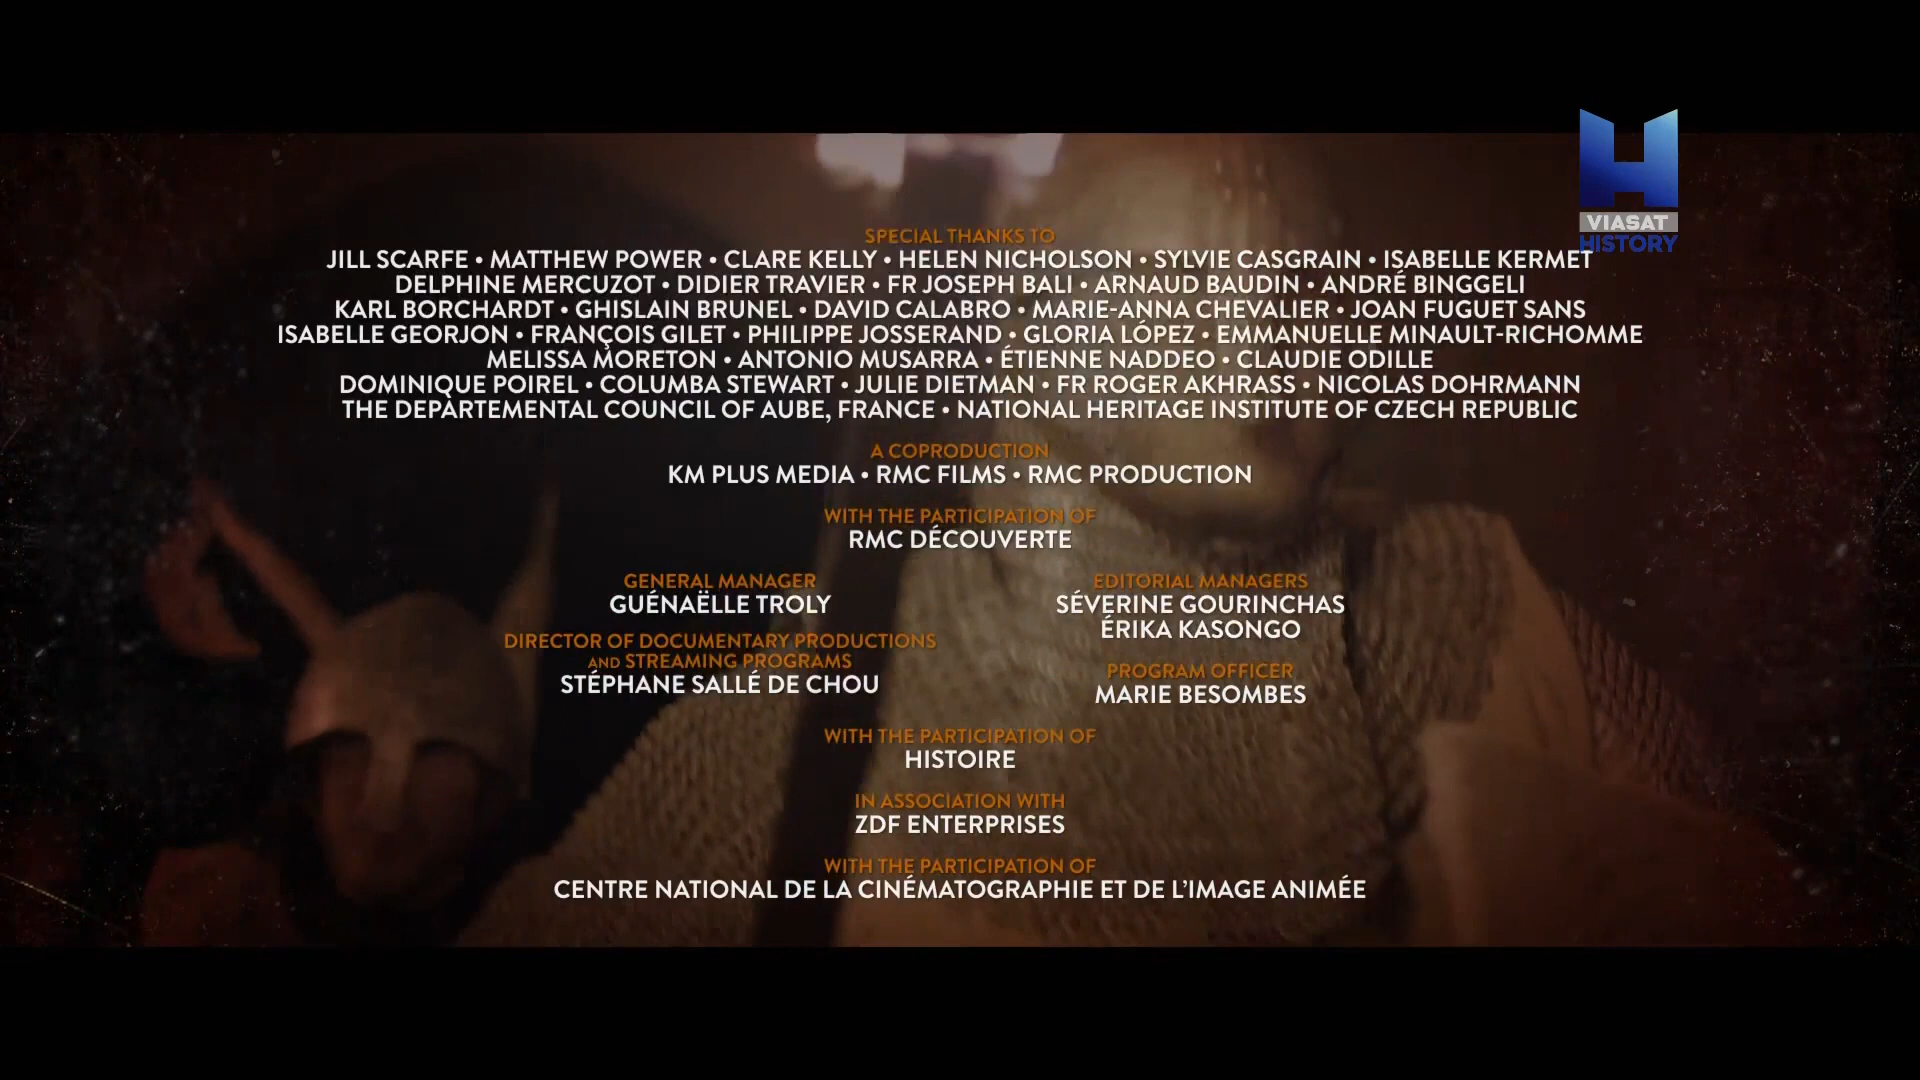 VIASAT
HISTORY
SPECIAL THANKS TO
JILL SCARFE • MATTHEW POWER • CLARE KELLY • HELEN NICHOLSON • SYLVIE CASGRAIN • ISABELLE KERMET
DELPHINE MERCUZOT • DIDIER TRAVIER • FR JOSEPH BALI • ARNAUD BAUDIN • ANDRÉ BINGGELI
KARL BORCHARDT • GHISLAIN BRUNEL • DAVID CALABRO • MARIE-ANNA CHEVALIER • JOAN FUGUET SANS
ISABELLE GEORJON • FRANÇOIS GILET • PHILIPPE JOSSERAND • GLORIA LÓPEZ • EMMANUELLE MINAULT-RICHOMME
MELISSA MORETON • ANTONIO MUSARRA • ÉTIENNE NADDEO • CLAUDIE ODILLE
DOMINIQUE POIREL • COLUMBA STEWART • JULIE DIETMAN • FR ROGER AKHRASS • NICOLAS DOHRMANN
THE DEPARTEMENTAL COUNCIL OF AUBE, FRANCE • NATIONAL HERITAGE INSTITUTE OF CZECH REPUBLIC
A COPRODUCTION
KM PLUS MEDIA • RMC FILMS • RMC PRODUCTION
WITH THE PARTICIPATION OF
RMC DÉCOUVERTE
GENERAL MANAGER
GUÉNAËLLE TROLY
DIRECTOR OF DOCUMENTARY PRODUCTIONS
AND STREAMING PROGRAMS
STÉPHANE SALLÉ DE CHOU
EDITORIAL MANAGERS
SÉVERINE GOURINCHAS
ÉRIKA KASONGO
PROGRAM OFFICER
MARIE BESOMBES
WITH THE PARTICIPATION OF
HISTOIRE
IN ASSOCIATION WITH
ZDF ENTERPRISES
WITH THE PARTICIPATION OF
CENTRE NATIONAL DE LA CINÉMATOGRAPHIE ET DE L'IMAGE ANIMÉE